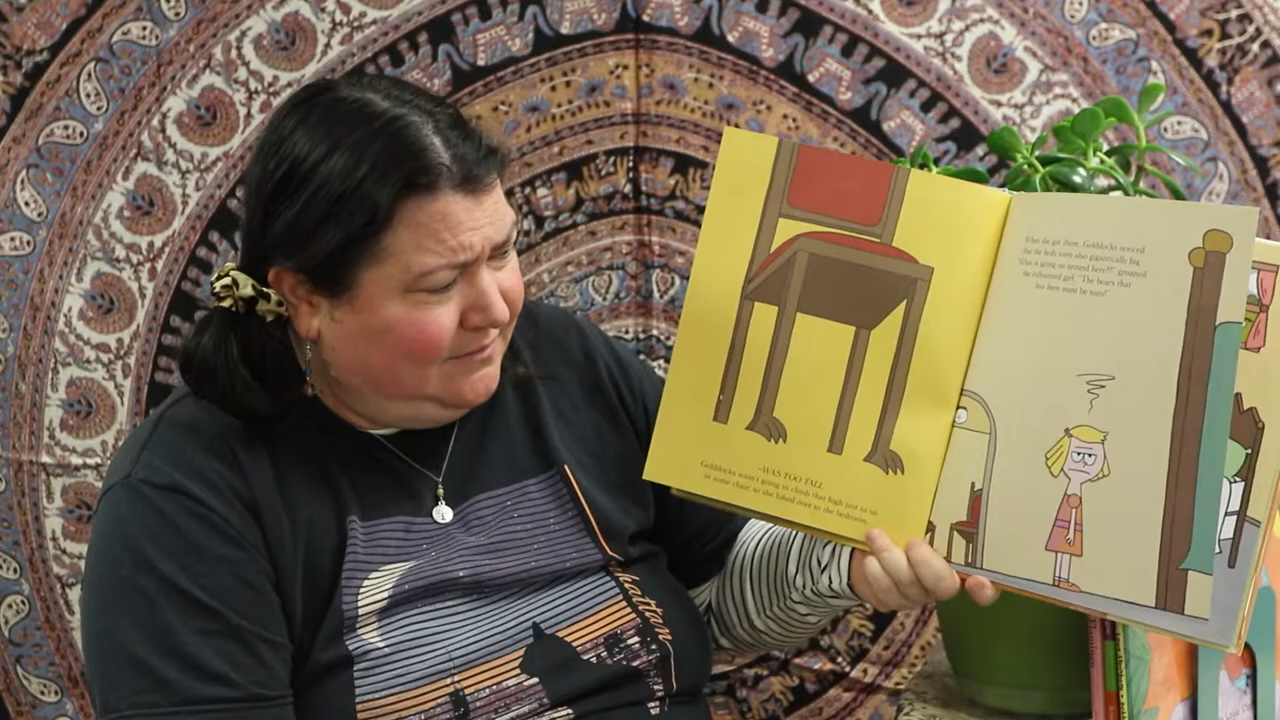 —WAS TOO TALL.
Goldilocks wasn't going to climb that high just to sit
in some chair, so she hiked over to the bedroom.
When she got there, Goldilocks noticed
that the beds were also gigantically big.
"What is going on around here?!?" groaned
the exhausted girl. "The bears that
live here must be nuts!"
hattan